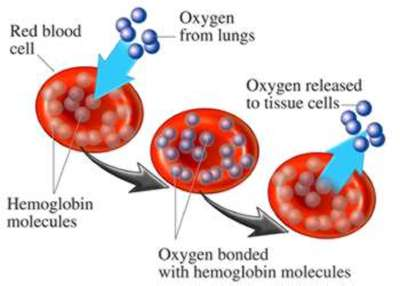 Red blood
cell
Oxygen
from lungs
Oxygen released
to tissue cells
Hemoglobin
molecules
Oxygen bonded
with hemoglobin molecules